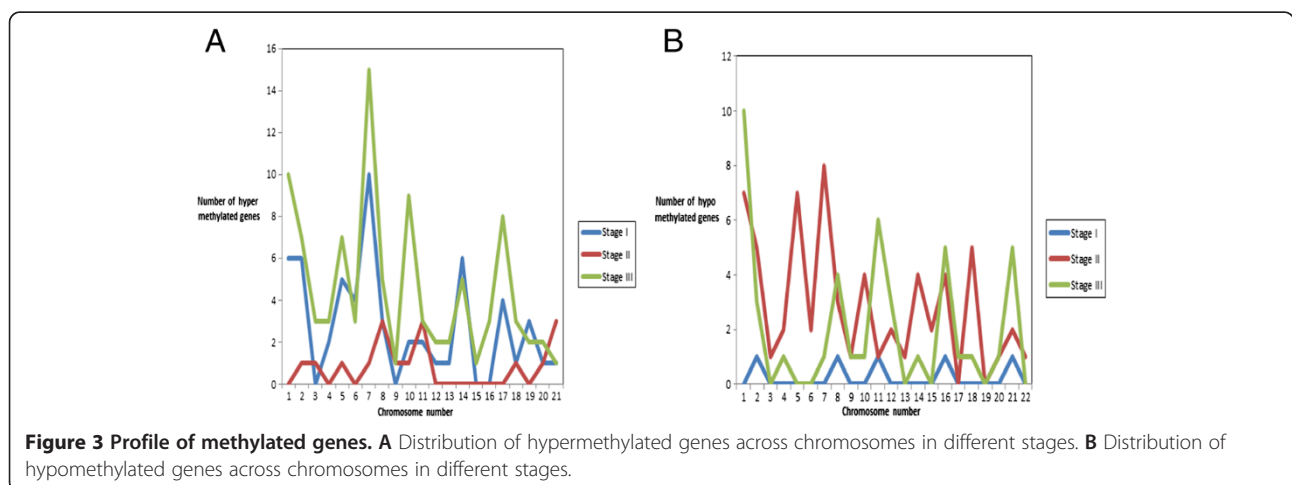 A
16
14
12
10
8
6
4
2
0
Number of hyper
methylated genes
1 2 3 4 5 6 7 8 9 10 11 12 13 14 15 16 17 18 19 20 21
Chromosome number
Stage I
Stage II
Stage III
B
12
10
8
6
4
2
0
Number of hypo
methylated genes
1 2 3 4 5 6 7 8 9 10 11 12 13 14 15 16 17 18 19 20 21 22
Chromosome number
Stage I
Stage II
Stage III
Figure 3 Profile of methylated genes. A Distribution of hypermethylated genes across chromosomes in different stages. B Distribution of
hypomethylated genes across chromosomes in different stages.